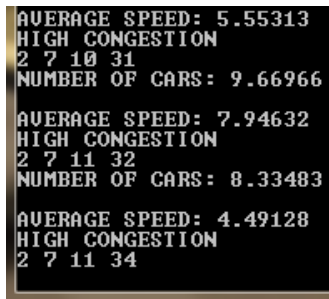 AVERAGE SPEED: 5.55313
HIGH CONGESTION
2 7 10 31
NUMBER OF CARS: 9.66966
AVERAGE SPEED: 7.94632
HIGH CONGESTION
2 7 11 32
NUMBER OF CARS: 8.33483
AVERAGE SPEED: 4.49128
HIGH CONGESTION
2 7 11 34